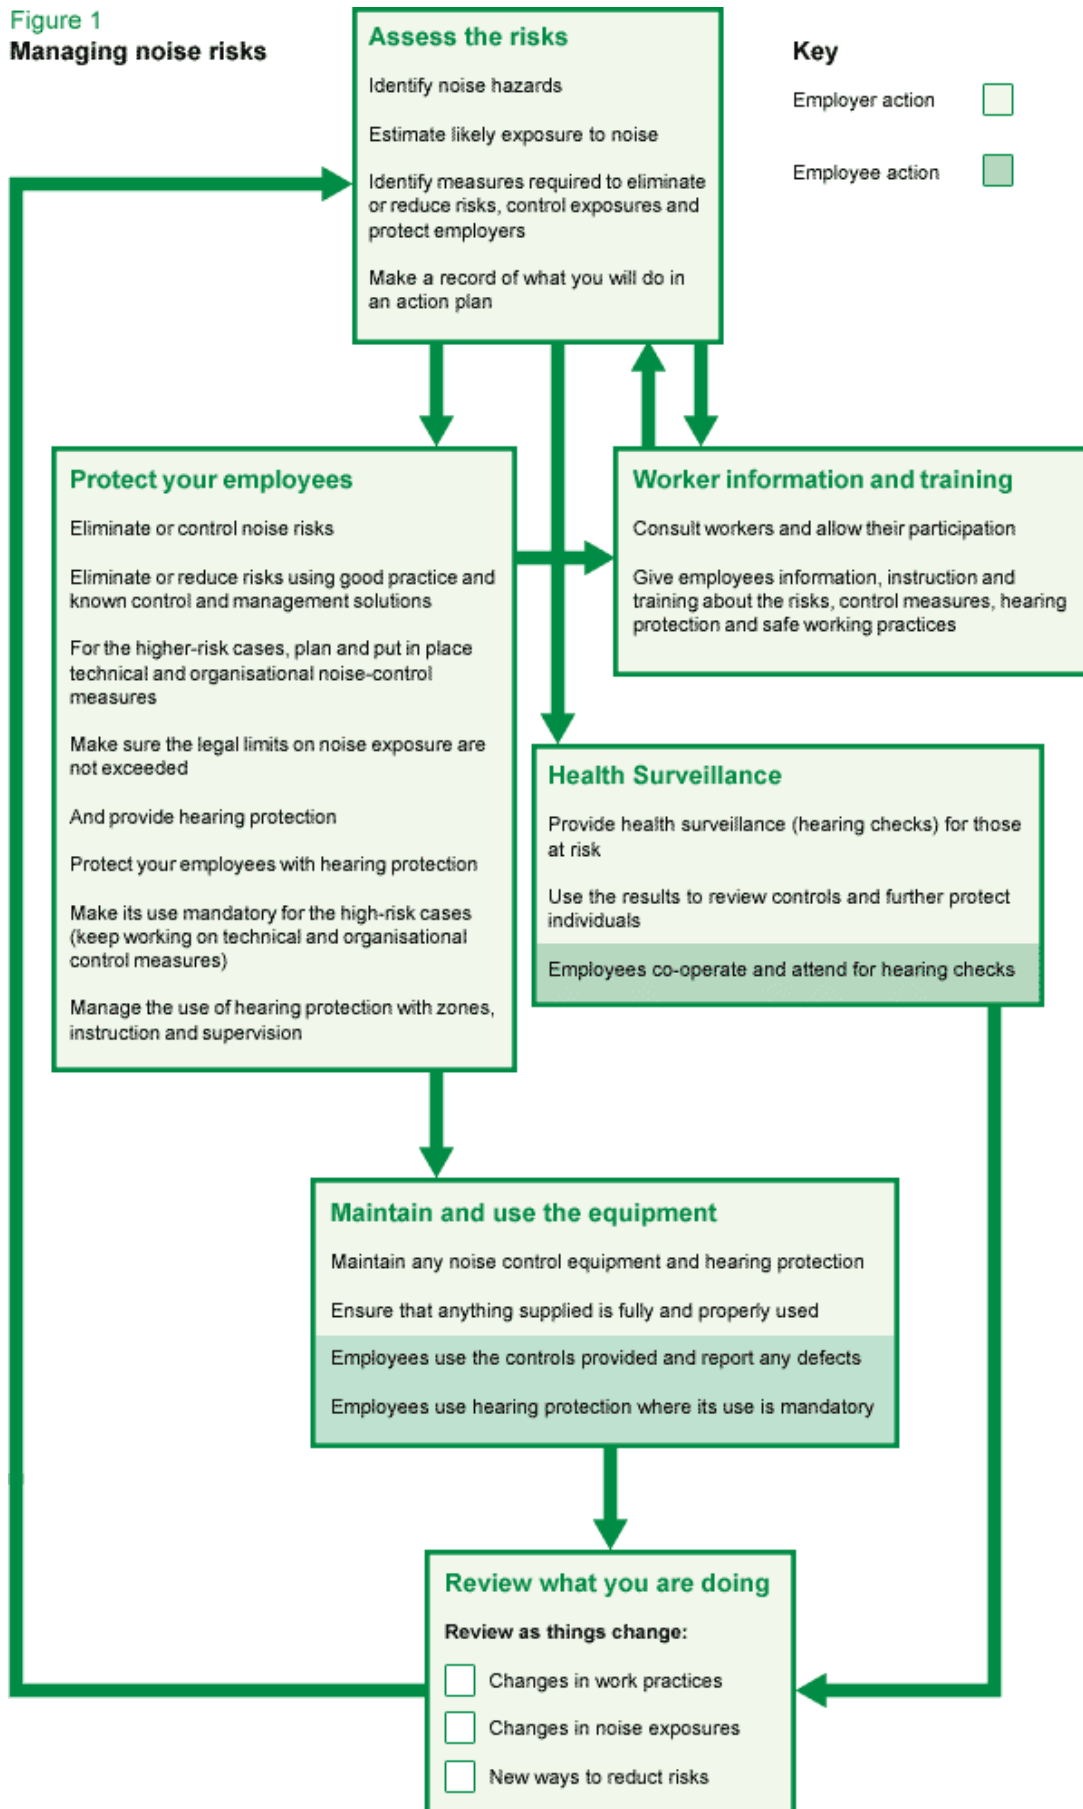 Figure 1
Managing noise risks
Assess the risks
Identify noise hazards
Estimate likely exposure to noise
Identify measures required to eliminate
or reduce risks, control exposures and
protect employers
Make a record of what you will do in
an action plan
Key
Employer action
Employee action
Protect your employees
Eliminate or control noise risks
Eliminate or reduce risks using good practice and
known control and management solutions
For the higher-risk cases, plan and put in place
technical and organisational noise-control
measures
Make sure the legal limits on noise exposure are
not exceeded
And provide hearing protection
Protect your employees with hearing protection
Make its use mandatory for the high-risk cases
(keep working on technical and organisational
control measures)
Manage the use of hearing protection with zones,
instruction and supervision
Worker information and training
Consult workers and allow their participation
Give employees information, instruction and
training about the risks, control measures, hearing
protection and safe working practices
Health Surveillance
Provide health surveillance (hearing checks) for those
at risk
Use the results to review controls and further protect
individuals
Employees co-operate and attend for hearing checks
Maintain and use the equipment
Maintain any noise control equipment and hearing protection
Ensure that anything supplied is fully and properly used
Employees use the controls provided and report any defects
Employees use hearing protection where its use is mandatory
Review what you are doing
Review as things change:
Changes in work practices
Changes in noise exposures
New ways to reduct risks